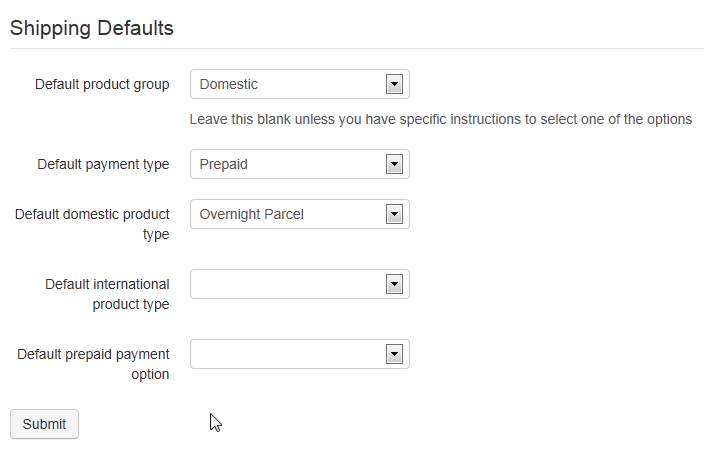 Shipping Defaults
Default product group
Domestic
Leave this blank unless you have specific instructions to select one of the options
Default payment type
Prepaid
Default domestic product
type
Overnight Parcel
Default international
product type
Default prepaid payment
option
Submit